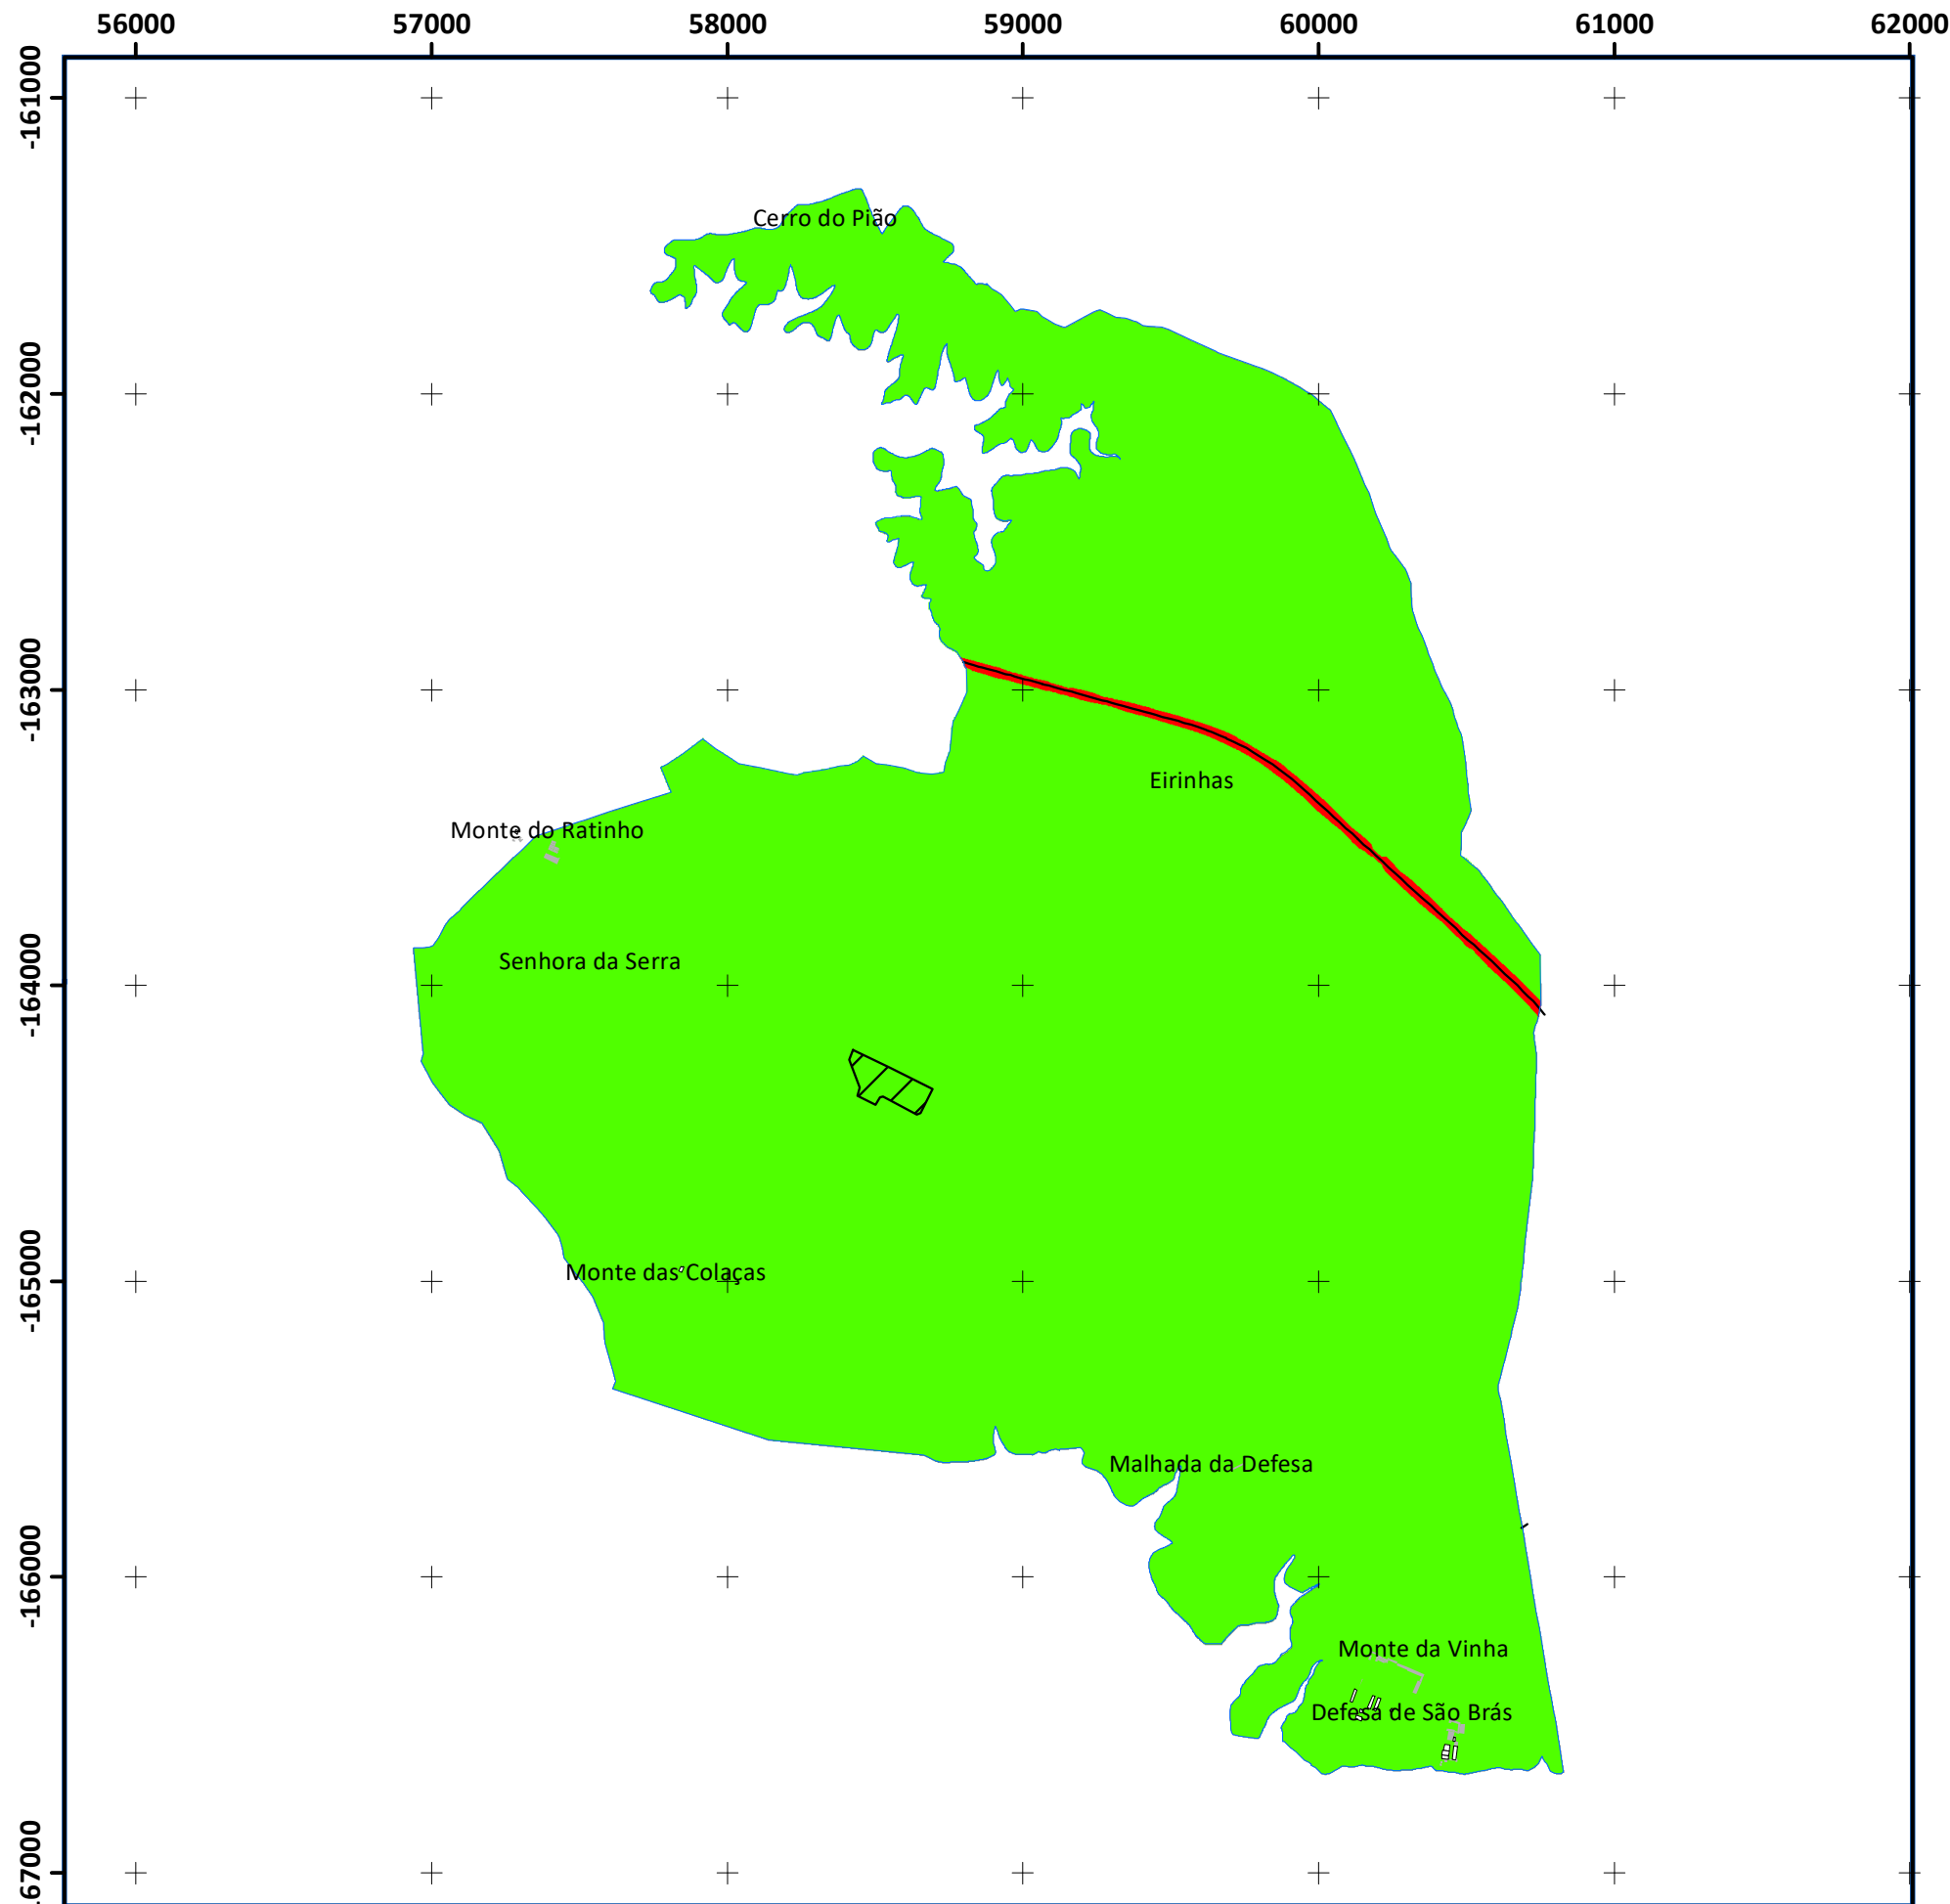 56000 57000 58000 59000 60000 61000 62000
-161000
Cerro do Pião
-162000
-163000
Eirinhas
Monte do Ratinho
Senhora da Serra
-164000
Monte das Colaças
-165000
Malhada da Defesa
-166000
Monte da Vinha
Defesa de São Brás
.67000